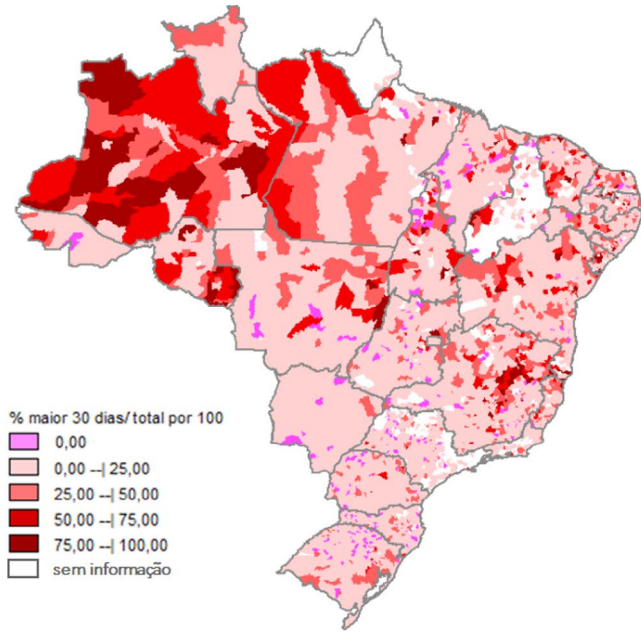 % maior 30 dias/ total por 100
0,00
0,00 --| 25,00
25,00 --| 50,00
50,00 --| 75,00
75,00 --| 100,00
sem informação